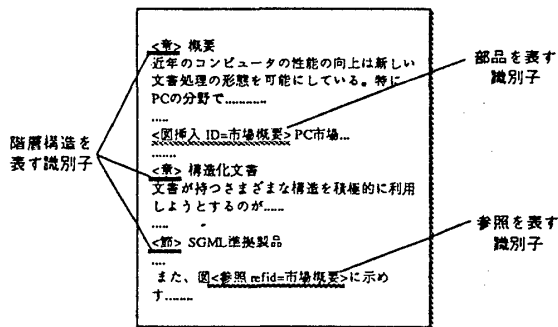 <章> 概要
近年のコンピュータの性能の向上は新しい
文書処理の形態を可能にしている。特に
PCの分野で............
.....
<図挿入 ID=市場概要> PC市場...
.......
<章> 構造化文書
文書が持つさまざまな構造を積極的に利用
しようとするのが......
.....
<節> SGML準拠製品
....
また、図<参照 refid=市場概要>に示め
す........
階層構造を
表す識別子
部品を表す
識別子
参照を表す
識別子